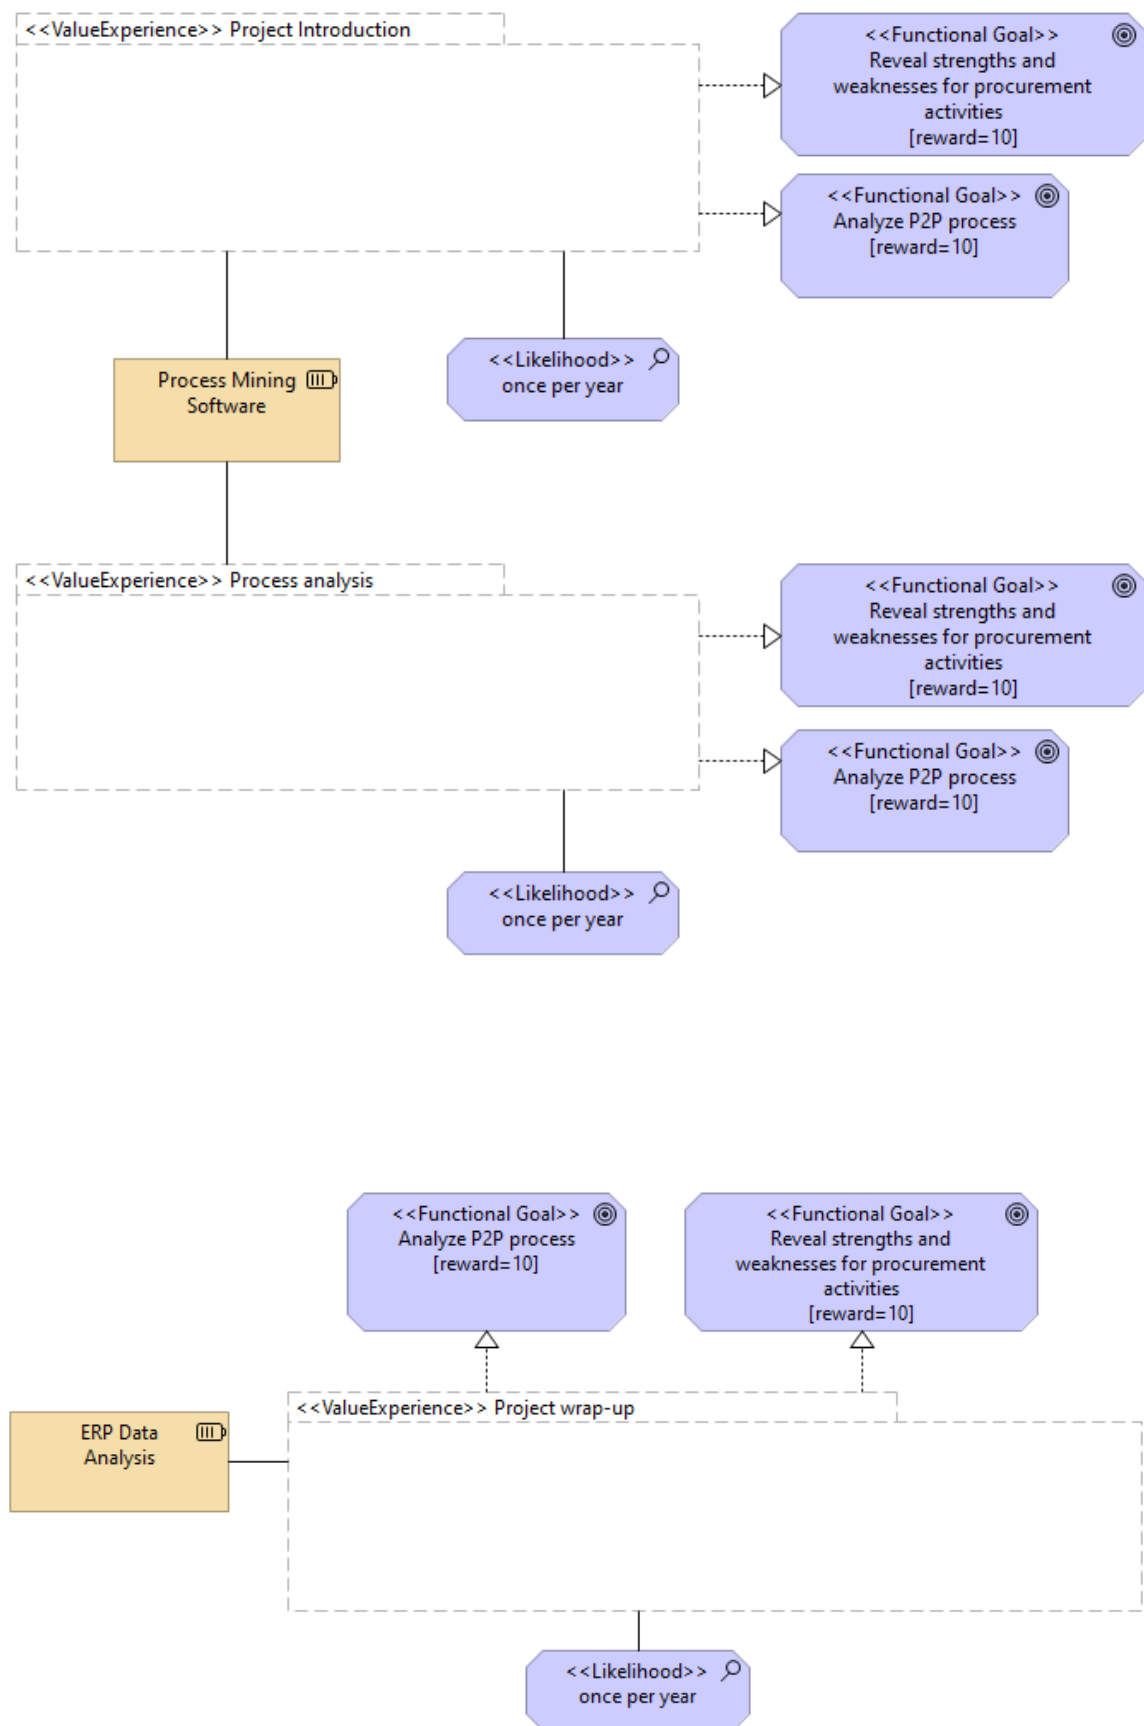 <<ValueExperience>> Project Introduction
<<Functional Goal>>
Reveal strengths and
weaknesses for procurement
activities
[reward=10]
<<Functional Goal>>
Analyze P2P process
[reward=10]
Process Mining
Software
<<Likelihood>>
once per year
<<ValueExperience>> Process analysis
<<Functional Goal>>
Reveal strengths and
weaknesses for procurement
activities
[reward=10]
<<Functional Goal>>
Analyze P2P process
[reward=10]
<<Likelihood>>
once per year
<<Functional Goal>>
Analyze P2P process
[reward=10]
<<Functional Goal>>
Reveal strengths and
weaknesses for procurement
activities
[reward=10]
<<ValueExperience>> Project wrap-up
ERP Data
Analysis
<<Likelihood>>
once per year